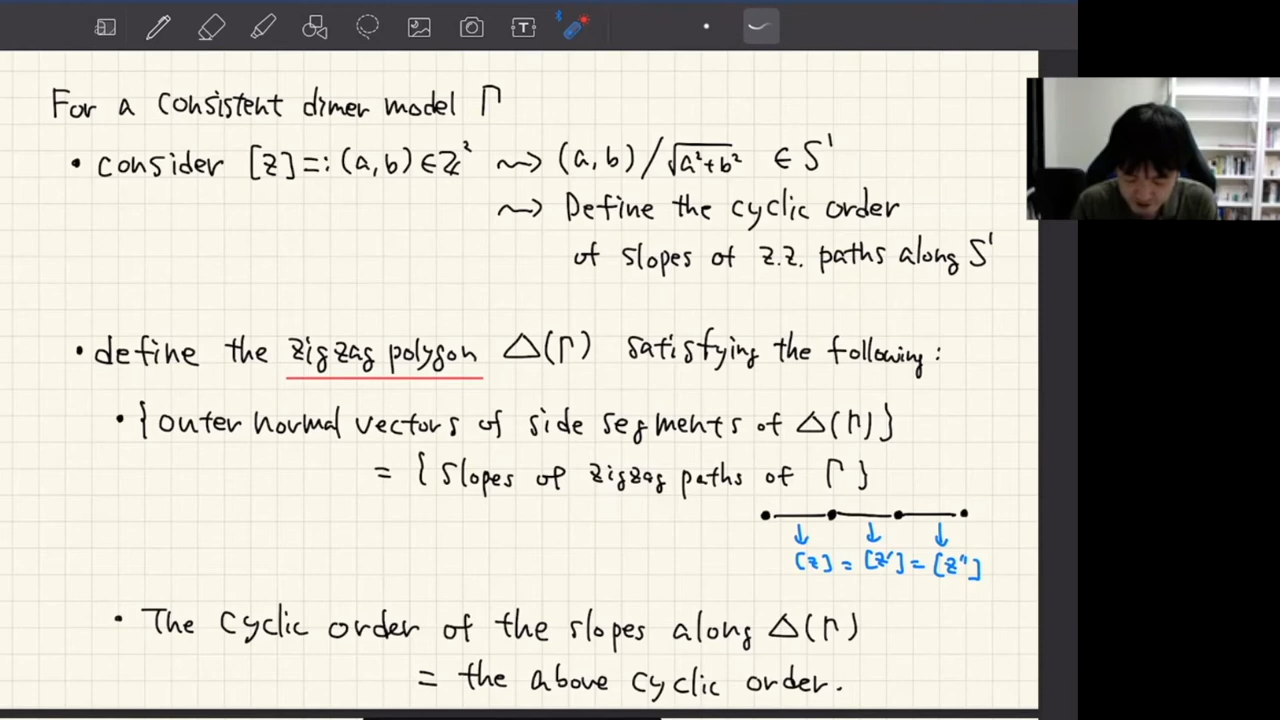 For a consistent dimer model Γ
• consider [z] =: (a, b) ∈ ℤ² ⇝ (a, b) / √a²+b² ∈ S¹
⇝ Define the cyclic order
of slopes of z.z. paths along S¹
• define the zigzag polygon △(Γ) satisfying the following :
• { outer normal vectors of side segments of △(Γ) }
= { slopes of zigzag paths of Γ }
[z] = [z'] = [z'']
• The cyclic order of the slopes along △(Γ)
= the above cyclic order.